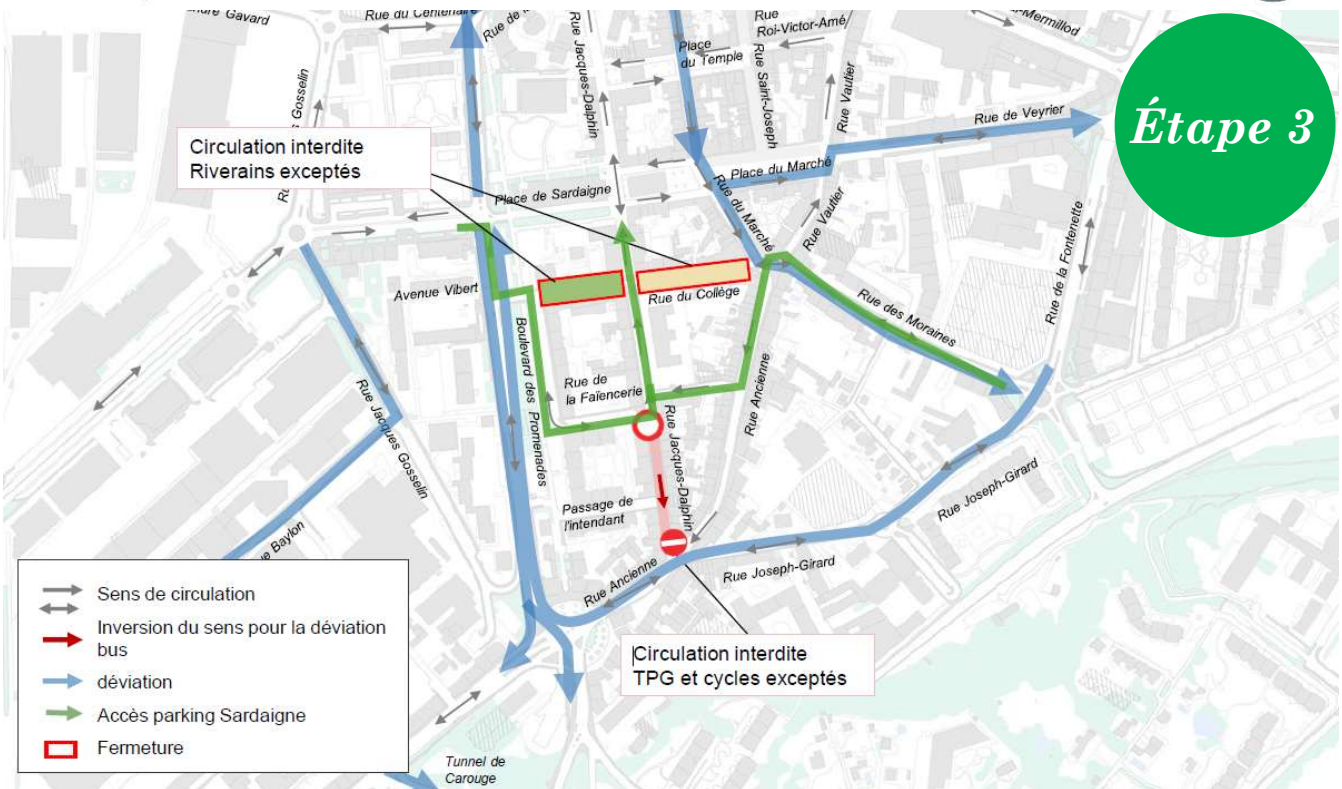 Gavard
Rue du Centenaire
Rue de
Rue Jacques-Dalphin
Place
du Temple
Rue
Roi-Victor-Amé
Rue Saint-Joseph
Rue Vautier
-Mermillod
Étape 3
Gosselin
Circulation interdite
Riverains exceptés
Rue de Veyrier
Place du Marché
Place de Sardaigne
Rue du Marché
Rue Vautier
Rue de la Fontenette
Avenue Vibert
Rue du Collège
Rue des Moraines
Boulevard des Promenades
Rue de
la Faïencerie
Rue Ancienne
Rue Jacques Gosselin
Rue Jacques-Dalphin
Passage de
l'intendant
Rue Joseph-Girard
Baylon
Rue Ancienne
Rue Joseph-Girard
Circulation interdite
TPG et cycles exceptés
Sens de circulation
Inversion du sens pour la déviation
bus
déviation
Accès parking Sardaigne
Fermeture
Tunnel de
Carouge